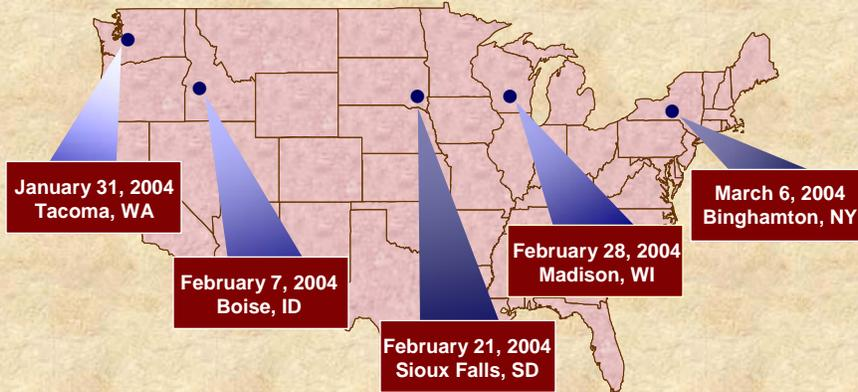 January 31, 2004
Tacoma, WA
February 7, 2004
Boise, ID
February 21, 2004
Sioux Falls, SD
February 28, 2004
Madison, WI
March 6, 2004
Binghamton, NY